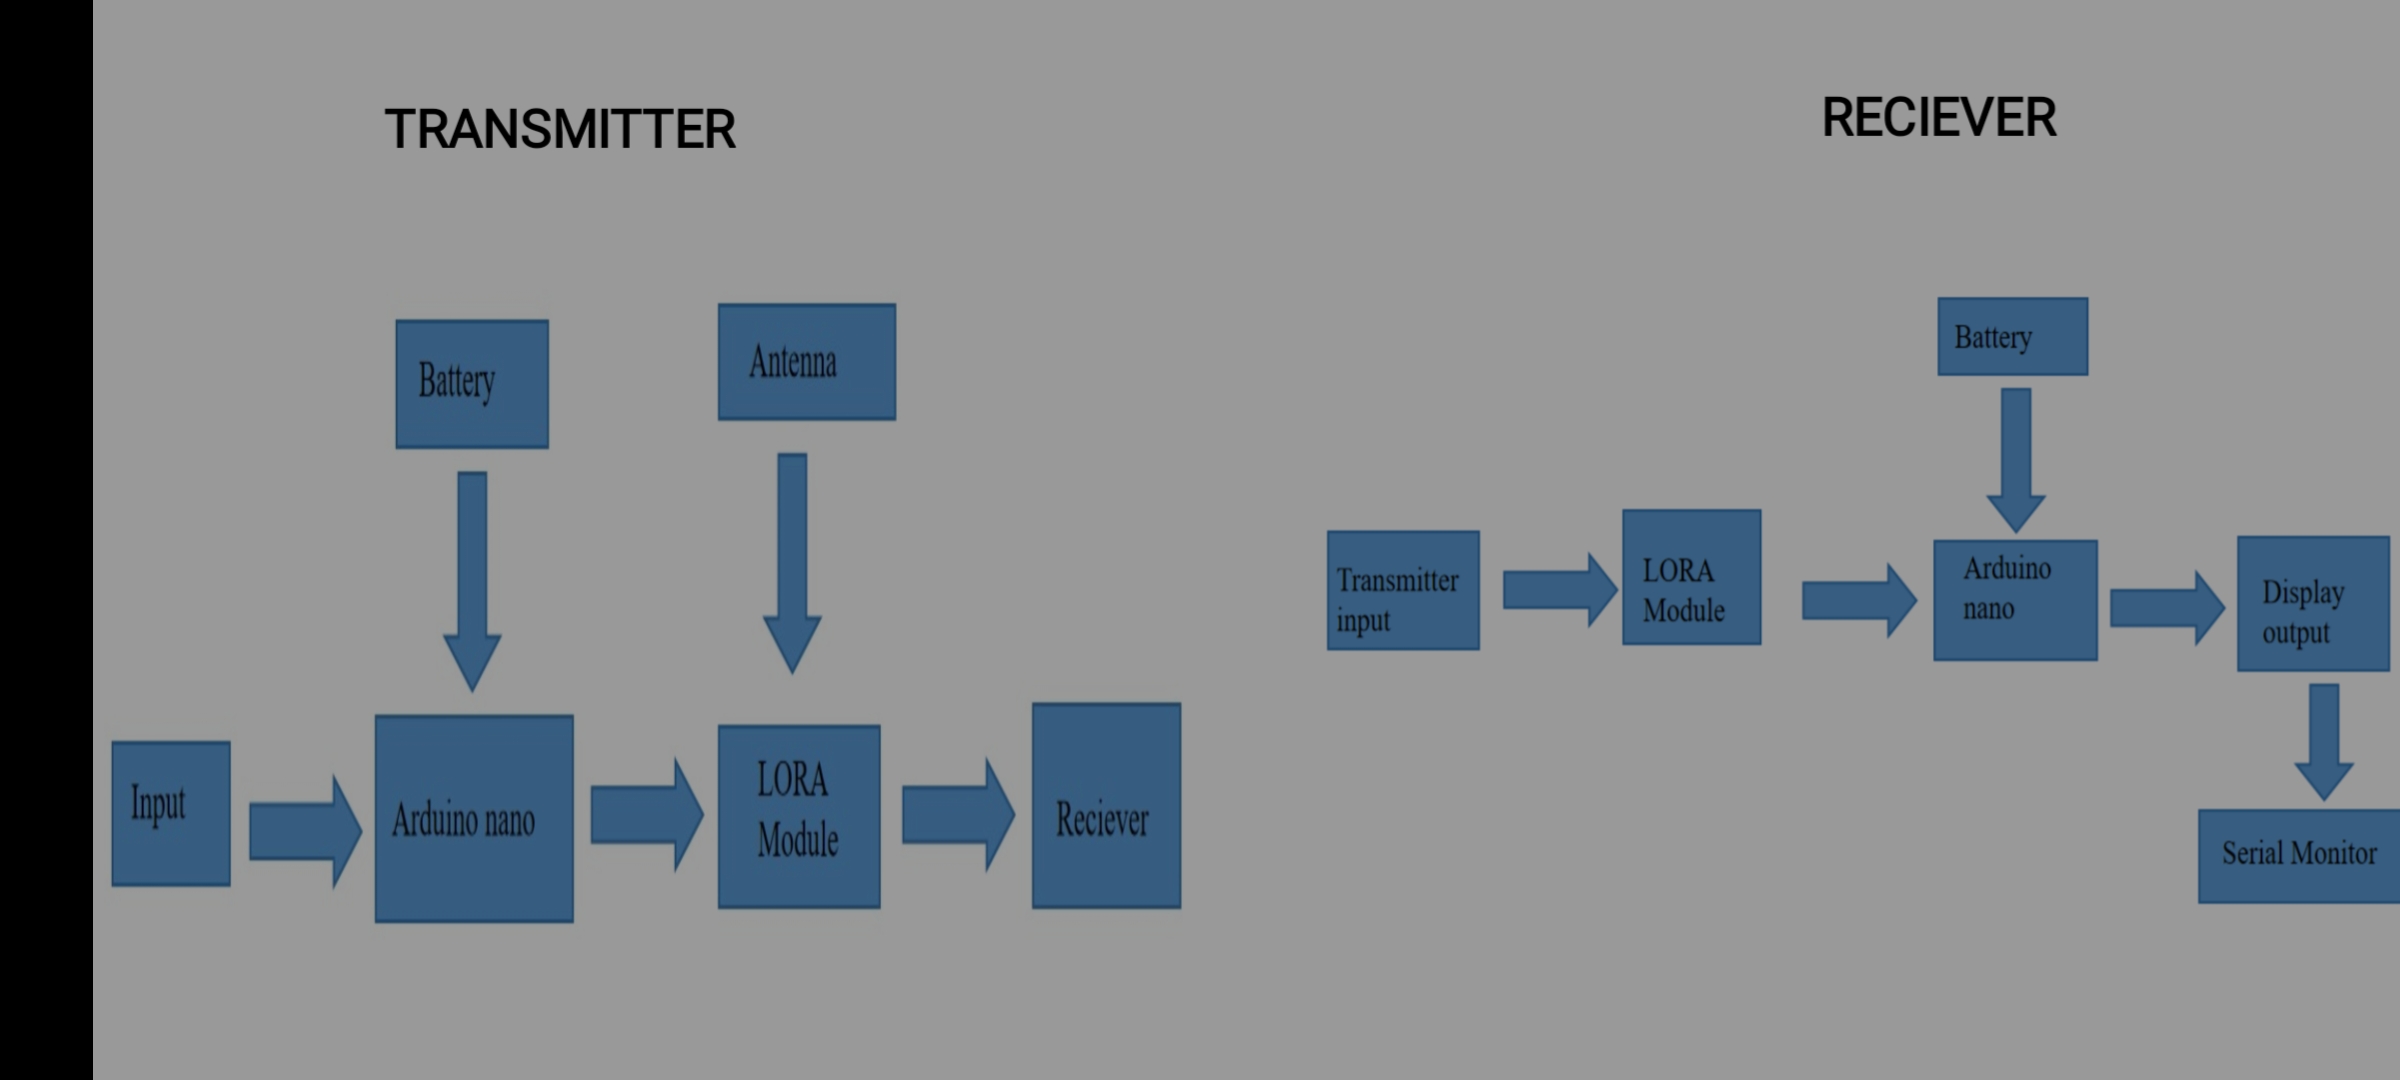 TRANSMITTER
Battery
Antenna
Input
Arduino nano
LORA
Module
Reciever
RECIEVER
Battery
Transmitter
input
LORA
Module
Arduino
nano
Display
output
Serial Monitor